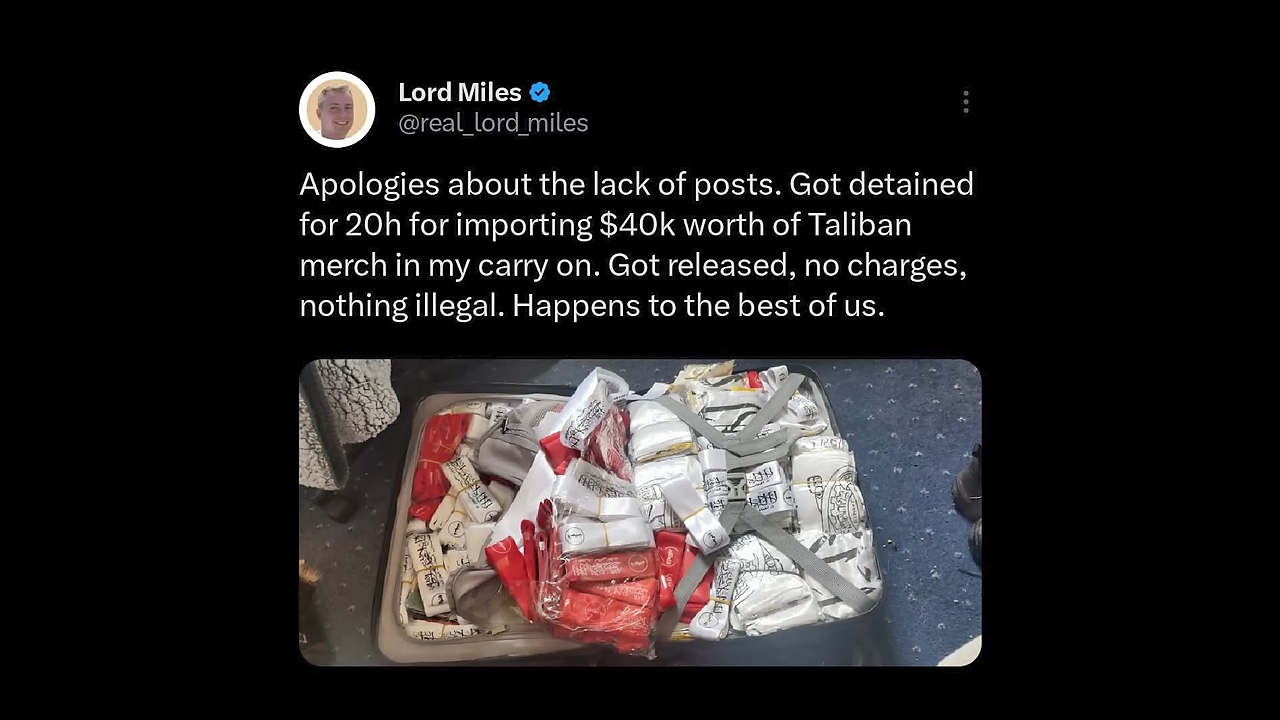 Lord Miles
@real_lord_miles
Apologies about the lack of posts. Got detained
for 20h for importing $40k worth of Taliban
merch in my carry on. Got released, no charges,
nothing illegal. Happens to the best of us.